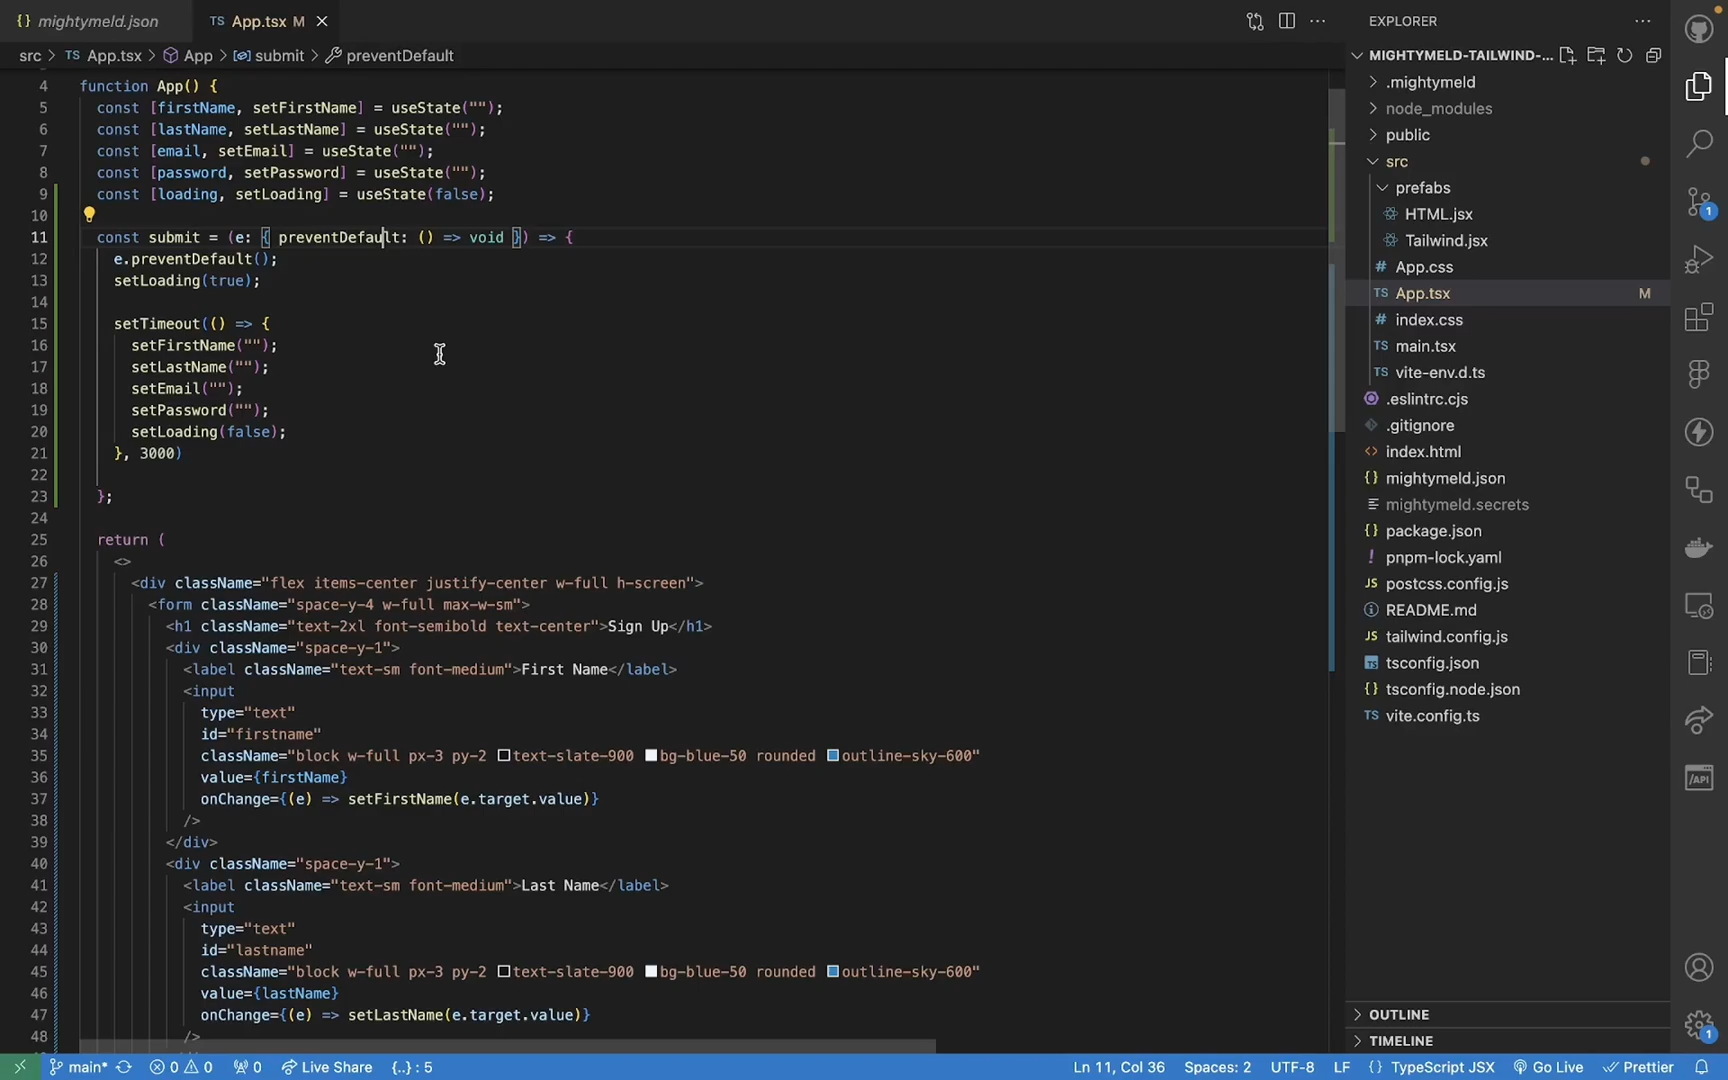 mightymeld.json
App.tsx M
src > App.tsx > App > submit > preventDefault
4 function App() {
5 const [firstName, setFirstName] = useState("");
6 const [lastName, setLastName] = useState("");
7 const [email, setEmail] = useState("");
8 const [password, setPassword] = useState("");
9 const [loading, setLoading] = useState(false);
10
11 const submit = (e: { preventDefault: () => void }) => {
12 e.preventDefault();
13 setLoading(true);
14
15 setTimeout(() => {
16 setFirstName("");
17 setLastName("");
18 setEmail("");
19 setPassword("");
20 setLoading(false);
21 }, 3000)
22
23 };
24
25 return (
26 <>
27 <div className="flex items-center justify-center w-full h-screen">
28 <form className="space-y-4 w-full max-w-sm">
29 <h1 className="text-2xl font-semibold text-center">Sign Up</h1>
30 <div className="space-y-1">
31 <label className="text-sm font-medium">First Name</label>
32 <input
33 type="text"
34 id="firstname"
35 className="block w-full px-3 py-2 text-slate-900 bg-blue-50 rounded outline-sky-600"
36 value={firstName}
37 onChange={(e) => setFirstName(e.target.value)}
38 />
39 </div>
40 <div className="space-y-1">
41 <label className="text-sm font-medium">Last Name</label>
42 <input
43 type="text"
44 id="lastname"
45 className="block w-full px-3 py-2 text-slate-900 bg-blue-50 rounded outline-sky-600"
46 value={lastName}
47 onChange={(e) => setLastName(e.target.value)}
48 />
EXPLORER
MIGHTYMELD-TAILWIND-...
.mightymeld
node_modules
public
src
prefabs
HTML.jsx
Tailwind.jsx
# App.css
TS App.tsx M
# index.css
TS main.tsx
TS vite-env.d.ts
.eslintrc.cjs
.gitignore
index.html
{} mightymeld.json
mightymeld.secrets
{} package.json
! pnpm-lock.yaml
JS postcss.config.js
README.md
JS tailwind.config.js
tsconfig.json
{} tsconfig.node.json
TS vite.config.ts
OUTLINE
TIMELINE
1
/API
1
main* 0 0 0 Live Share {..} : 5
Ln 11, Col 36 Spaces: 2 UTF-8 LF {} TypeScript JSX Go Live Prettier